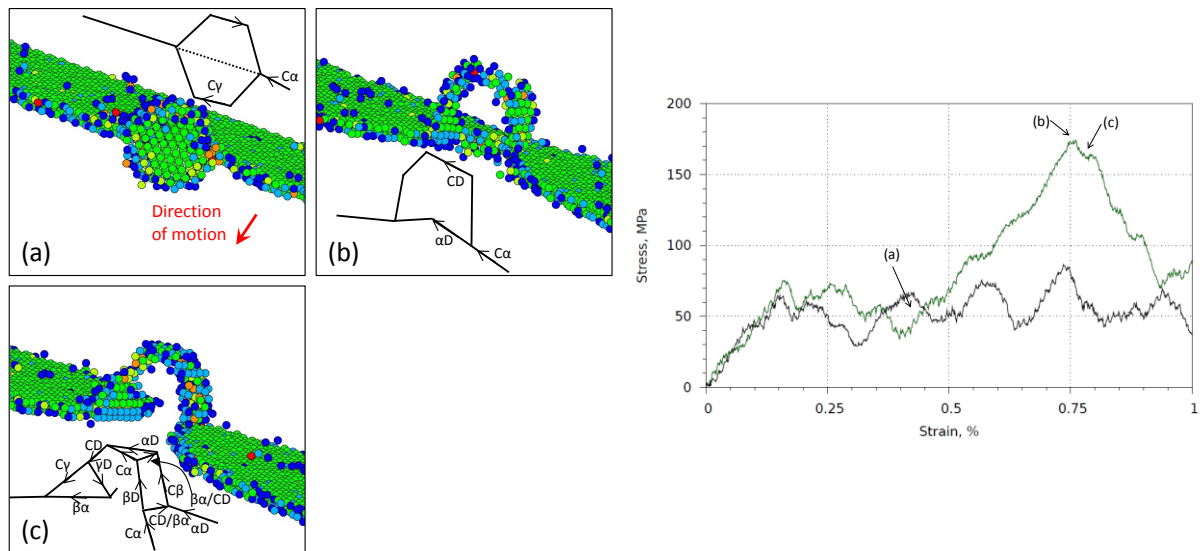 Cγ
Cα
Direction
of motion
(a)
CD
αD
Cα
(b)
CD
αD
Cγ
γD
Cα
βα
βD
Cβ
βα/CD
CD/βα
αD
Cα
(c)
200
150
100
50
0
Stress, MPa
(b)
(c)
(a)
0
0.25
0.5
0.75
1
Strain, %